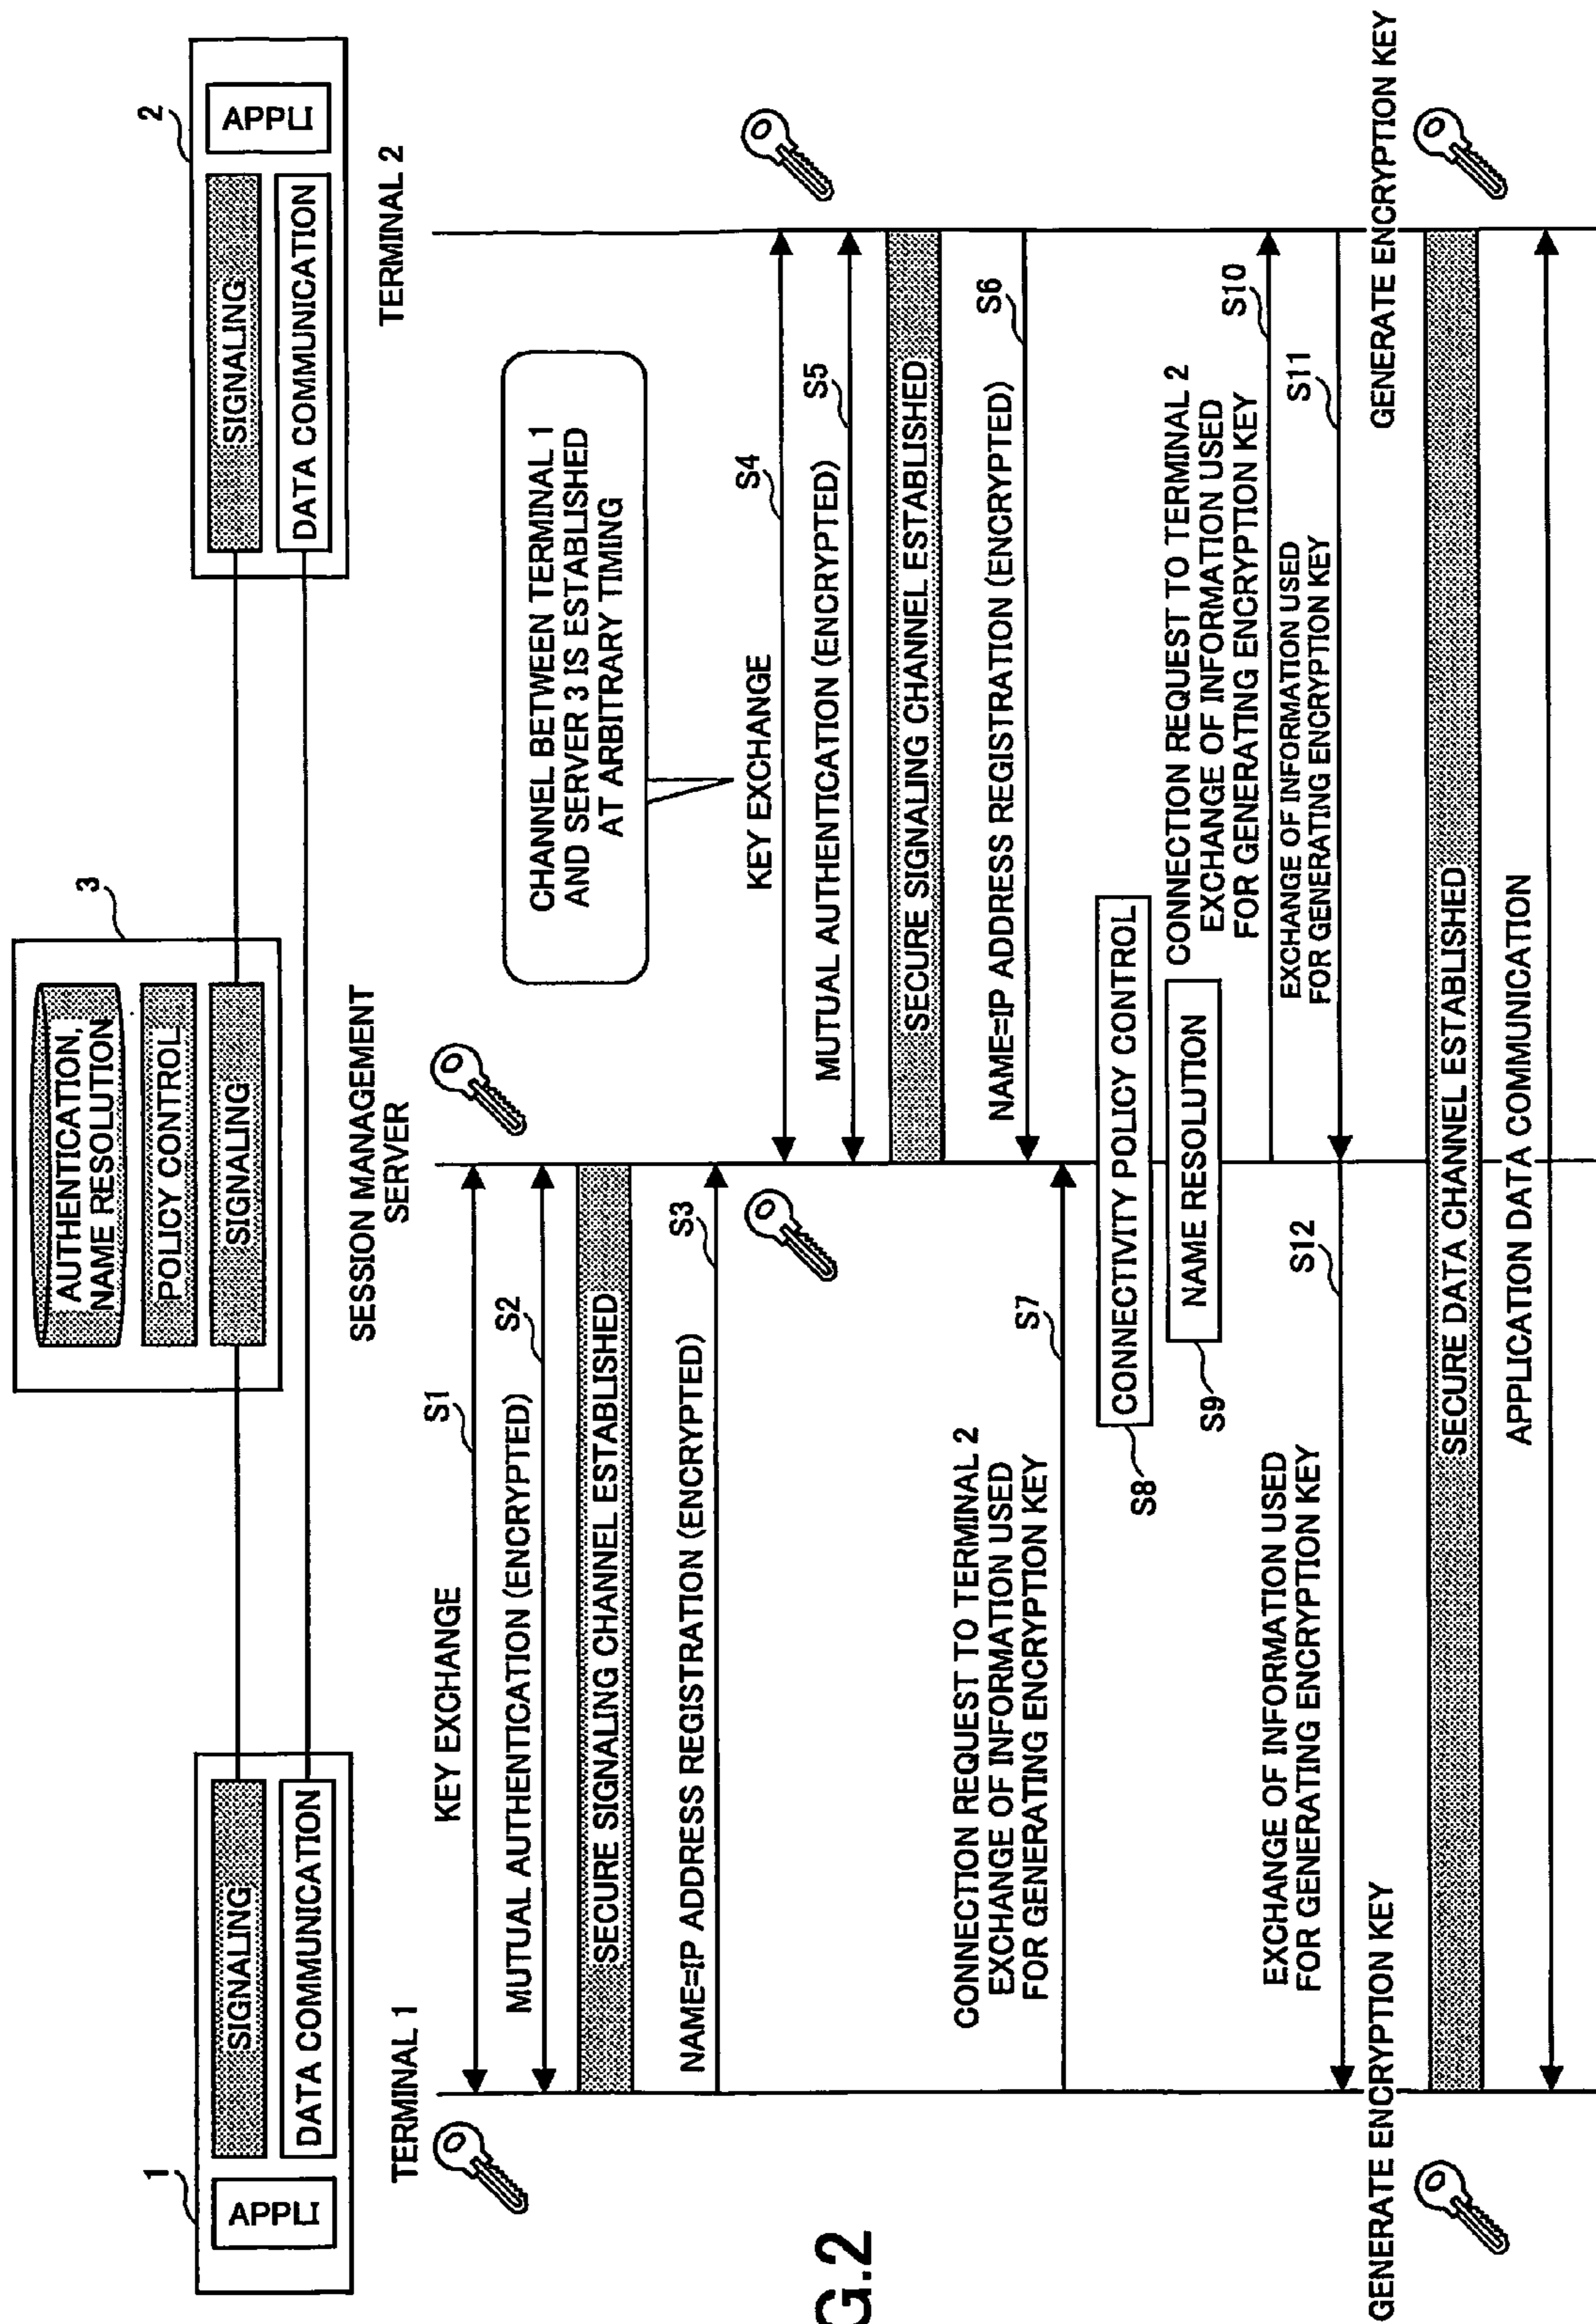 G.2
1
APPLI
SIGNALING
DATA COMMUNICATION
TERMINAL 1
3
AUTHENTICATION,
NAME RESOLUTION
POLICY CONTROL
SIGNALING
SESSION MANAGEMENT
SERVER
2
SIGNALING
DATA COMMUNICATION
APPLI
TERMINAL 2
KEY EXCHANGE
S1
MUTUAL AUTHENTICATION (ENCRYPTED)
S2
SECURE SIGNALING CHANNEL ESTABLISHED
NAME=IP ADDRESS REGISTRATION (ENCRYPTED)
S3
CHANNEL BETWEEN TERMINAL 1
AND SERVER 3 IS ESTABLISHED
AT ARBITRARY TIMING
KEY EXCHANGE
S4
MUTUAL AUTHENTICATION (ENCRYPTED)
S5
SECURE SIGNALING CHANNEL ESTABLISHED
NAME=IP ADDRESS REGISTRATION (ENCRYPTED)
S6
CONNECTION REQUEST TO TERMINAL 2
EXCHANGE OF INFORMATION USED
FOR GENERATING ENCRYPTION KEY
S7
CONNECTIVITY POLICY CONTROL
S8
NAME RESOLUTION
S9
CONNECTION REQUEST TO TERMINAL 2
EXCHANGE OF INFORMATION USED
FOR GENERATING ENCRYPTION KEY
S10
EXCHANGE OF INFORMATION USED
FOR GENERATING ENCRYPTION KEY
S11
EXCHANGE OF INFORMATION USED
FOR GENERATING ENCRYPTION KEY
S12
GENERATE ENCRYPTION KEY
GENERATE ENCRYPTION KEY
SECURE DATA CHANNEL ESTABLISHED
APPLICATION DATA COMMUNICATION